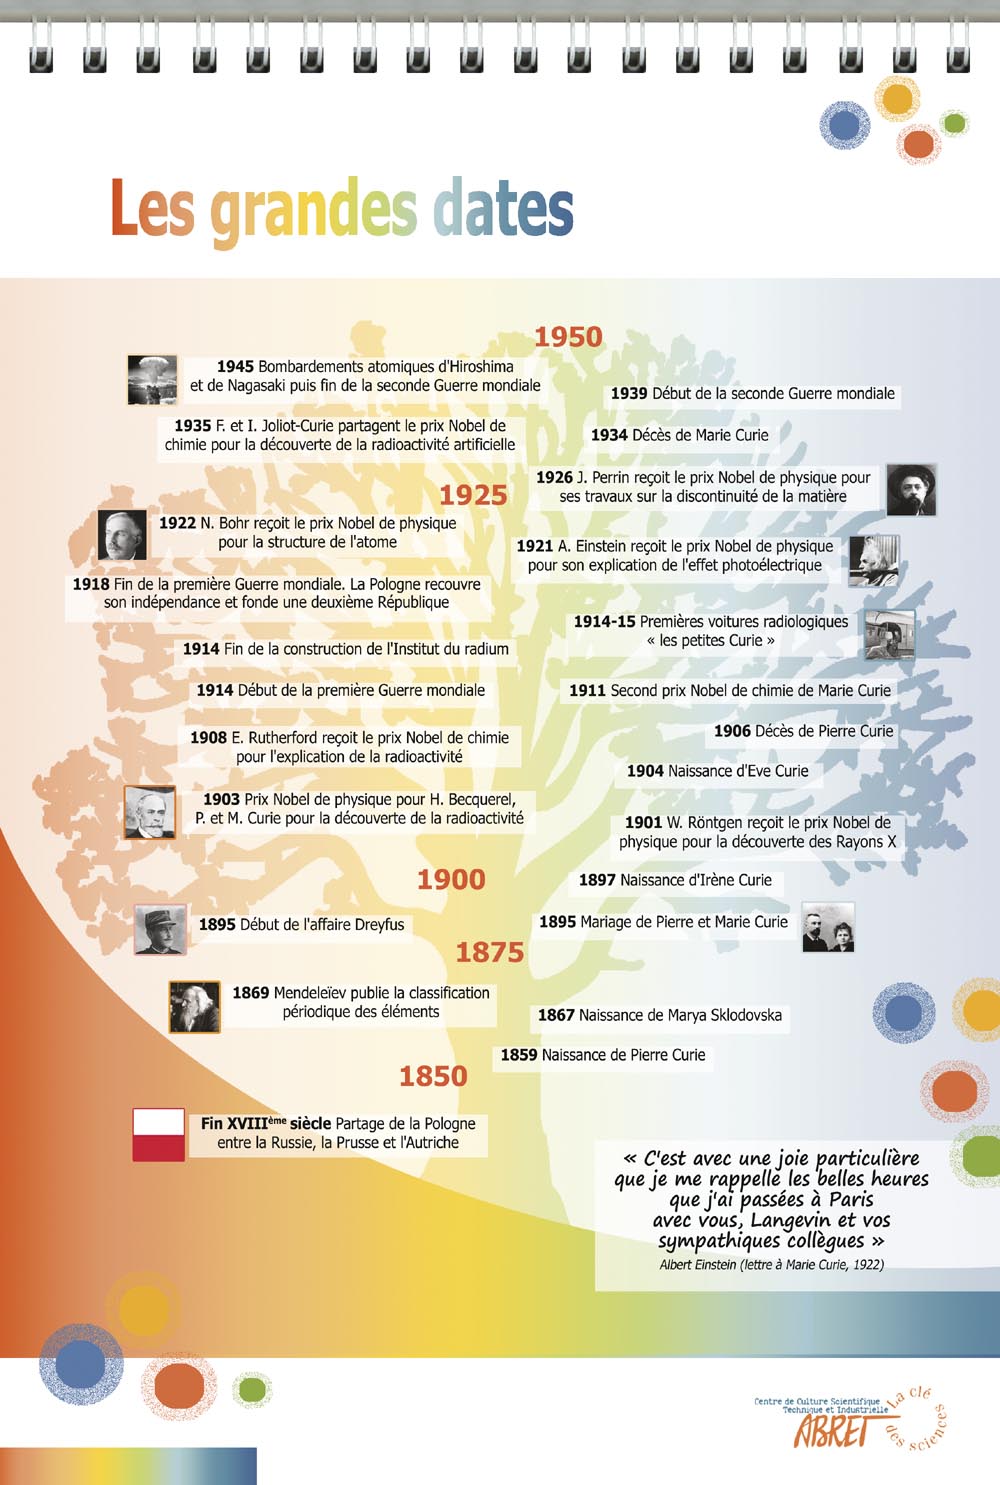 Les grandes dates
1950
1945 Bombardements atomiques d'Hiroshima
et de Nagasaki puis fin de la seconde Guerre mondiale
1939 Début de la seconde Guerre mondiale
1935 F. et I. Joliot-Curie partagent le prix Nobel de
chimie pour la découverte de la radioactivité artificielle
1934 Décès de Marie Curie
1926 J. Perrin reçoit le prix Nobel de physique pour
ses travaux sur la discontinuité de la matière
1925
1922 N. Bohr reçoit le prix Nobel de physique
pour la structure de l'atome
1921 A. Einstein reçoit le prix Nobel de physique
pour son explication de l'effet photoélectrique
1918 Fin de la première Guerre mondiale. La Pologne recouvre
son indépendance et fonde une deuxième République
1914-15 Premières voitures radiologiques
« les petites Curie »
1914 Fin de la construction de l'Institut du radium
1914 Début de la première Guerre mondiale
1911 Second prix Nobel de chimie de Marie Curie
1908 E. Rutherford reçoit le prix Nobel de chimie
pour l'explication de la radioactivité
1906 Décès de Pierre Curie
1904 Naissance d'Eve Curie
1903 Prix Nobel de physique pour H. Becquerel,
P. et M. Curie pour la découverte de la radioactivité
1901 W. Röntgen reçoit le prix Nobel de
physique pour la découverte des Rayons X
1900
1897 Naissance d'Irène Curie
1895 Début de l'affaire Dreyfus
1895 Mariage de Pierre et Marie Curie
1875
1869 Mendeleïev publie la classification
périodique des éléments
1867 Naissance de Marya Sklodovska
1859 Naissance de Pierre Curie
1850
Fin XVIIIème siècle Partage de la Pologne
entre la Russie, la Prusse et l'Autriche
« C'est avec une joie particulière
que je me rappelle les belles heures
que j'ai passées à Paris
avec vous, Langevin et vos
sympathiques collègues »
Albert Einstein (lettre à Marie Curie, 1922)
Centre de Culture Scientifique
Technique et Industrielle
ABRET
La clé
des sciences